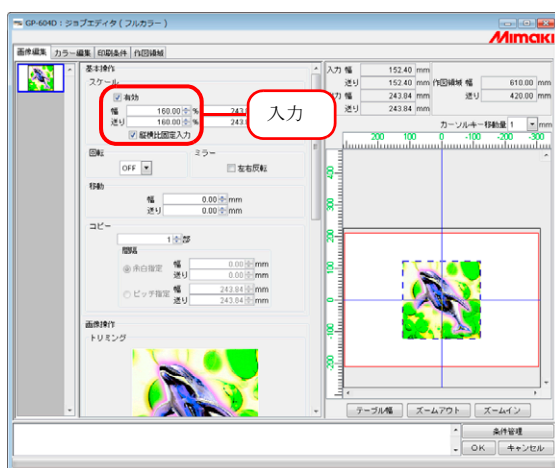 GP-604D : ジョブエディタ ( フルカラー )
Mimaki
画像編集 カラー編集 印刷条件 作図領域
基本操作
スケール
有効
幅 160.00 % 243.8
送り 160.00 % 243.8
縦横比固定入力
入力
回転 ミラー
OFF 左右反転
移動
幅 0.00 mm
送り 0.00 mm
コピー
1 部
間隔
余白指定 幅 0.00 mm
送り 0.00 mm
ピッチ指定 幅 243.84 mm
送り 243.84 mm
画像操作
トリミング
入力 幅 152.40 mm
送り 152.40 mm 作図領域 幅 610.00 mm
出力 幅 243.84 mm 送り 420.00 mm
送り 243.84 mm
カーソルキー移動量 1 mm
200 100 0 -100 -200 -300
テーブル幅 ズームアウト ズームイン
条件管理
OK キャンセル